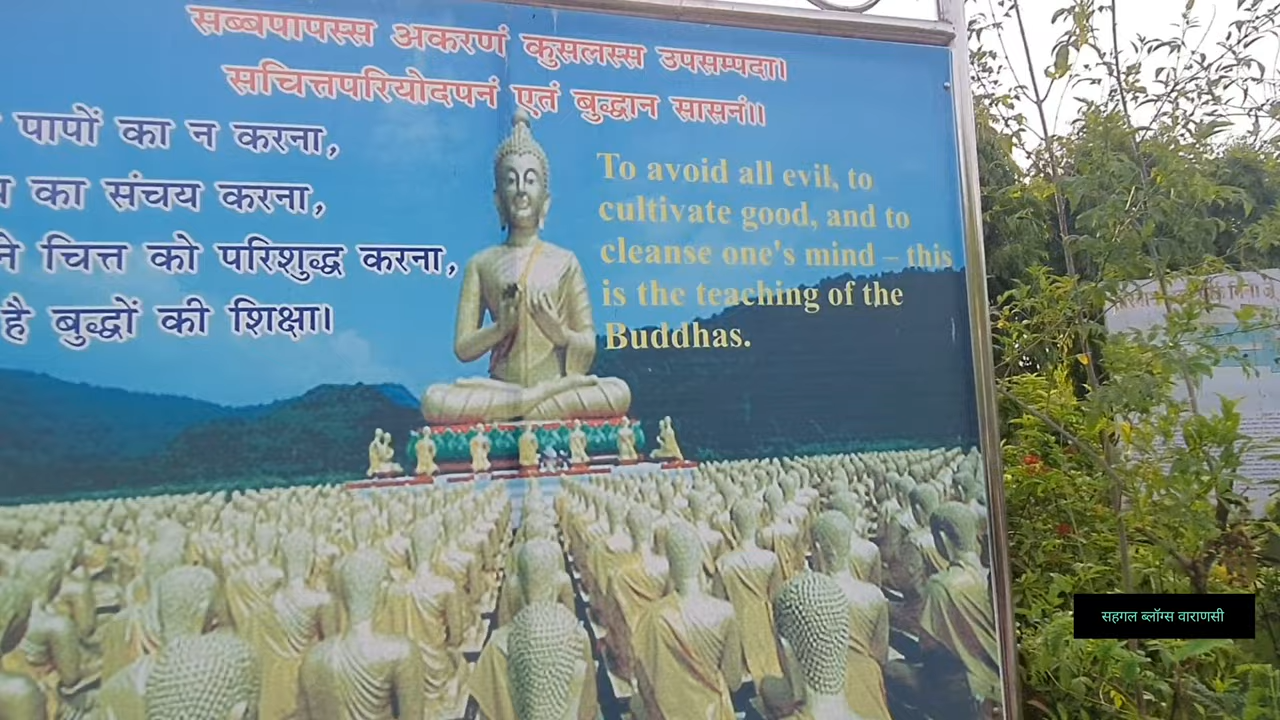 सब्बपापस्स अकरणं कुसलस्स उपसम्पदा।
सचित्तपरियोदपनं एतं बुद्धान सासनं।।
पापों का न करना,
का संचय करना,
चित्त को परिशुद्ध करना,
है बुद्धों की शिक्षा।
To avoid all evil, to
cultivate good, and to
cleanse one's mind – this
is the teaching of the
Buddhas.
सहगल ब्लॉग्स वाराणसी